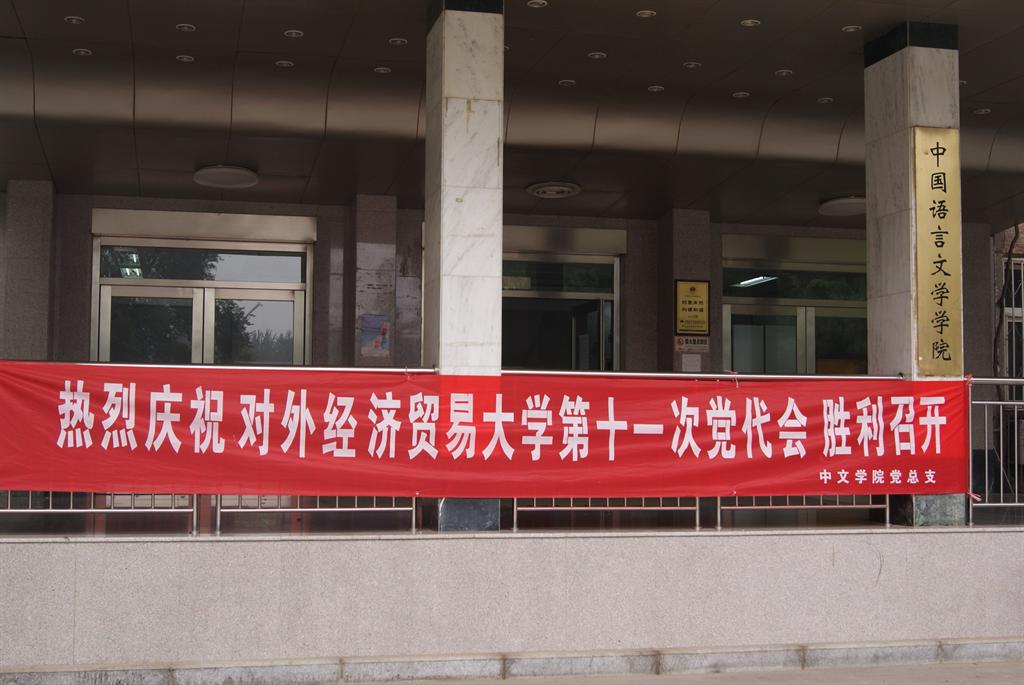 中国语言文学学院
热烈庆祝 对外经济贸易大学第十一次党代会 胜利召开
中文学院党总支